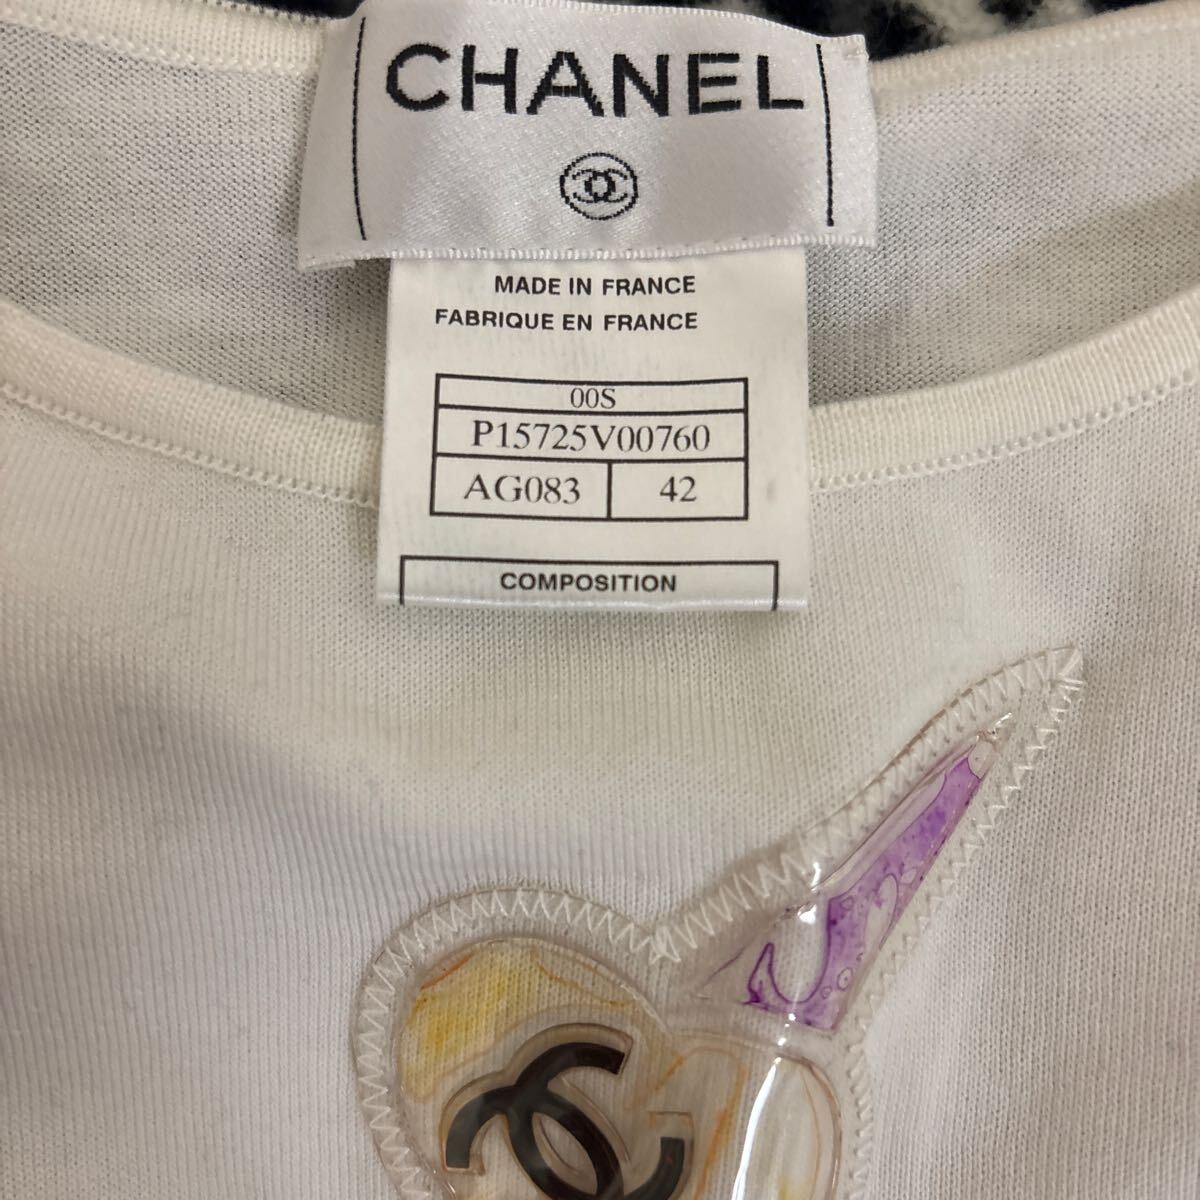 CHANEL
MADE IN FRANCE
FABRIQUE EN FRANCE
00S
P15725V00760
AG083 42
COMPOSITION